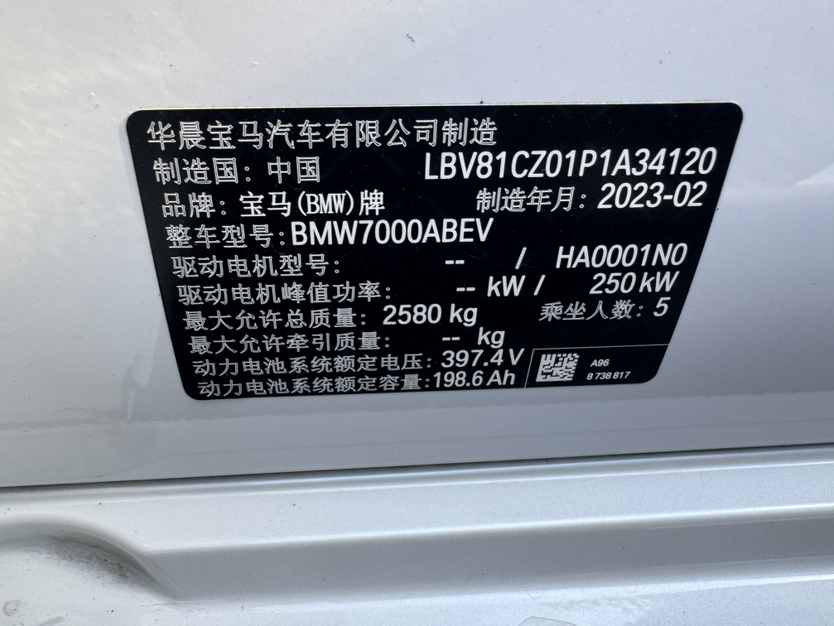 华晨宝马汽车有限公司制造
制造国: 中国 LBV81CZ01P1A34120
品牌: 宝马(BMW)牌 制造年月: 2023-02
整车型号:BMW7000ABEV
驱动电机型号: -- / HA0001N0
驱动电机峰值功率: -- kW / 250 kW
最大允许总质量: 2580 kg 乘坐人数: 5
最大允许牵引质量: -- kg
动力电池系统额定电压: 397.4 V
动力电池系统额定容量:198.6 Ah
A96
8 738 817